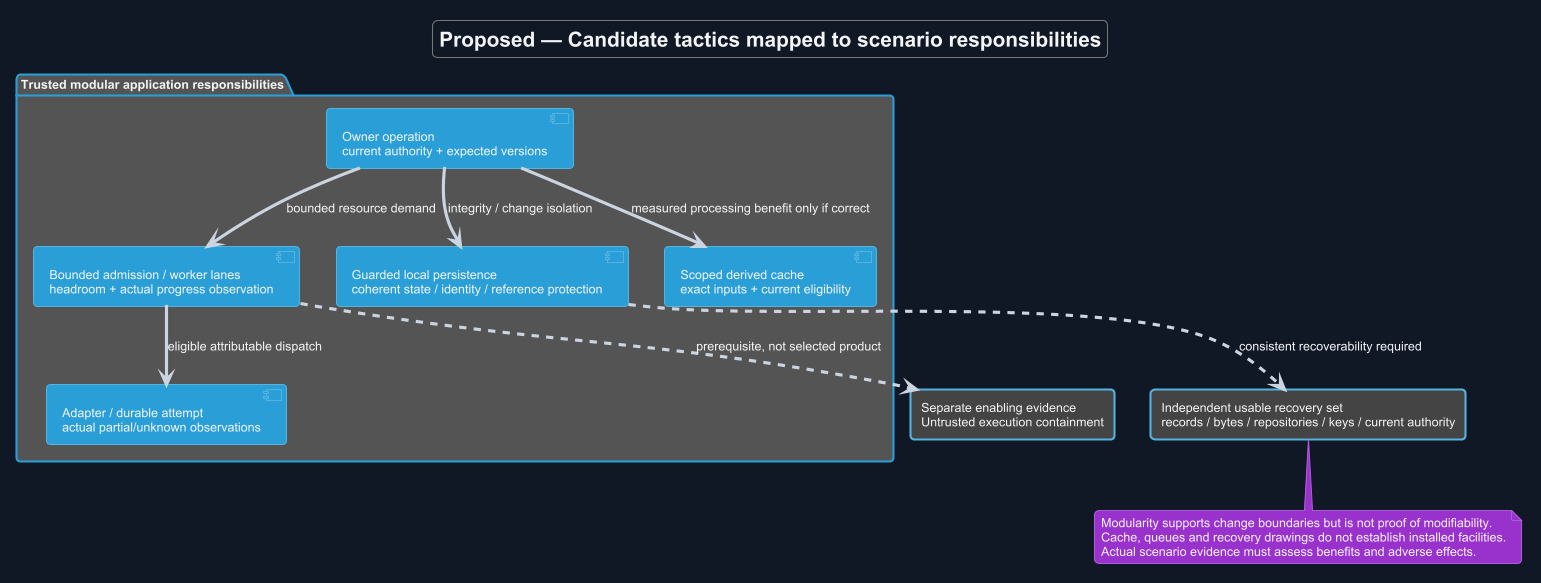 Proposed — Candidate tactics mapped to scenario responsibilities
Trusted modular application responsibilities
Owner operation
current authority + expected versions
bounded resource demand
integrity / change isolation
measured processing benefit only if correct
Bounded admission / worker lanes
headroom + actual progress observation
Guarded local persistence
coherent state / identity / reference protection
Scoped derived cache
exact inputs + current eligibility
eligible attributable dispatch
prerequisite, not selected product
consistent recoverability required
Adapter / durable attempt
actual partial/unknown observations
Separate enabling evidence
Untrusted execution containment
Independent usable recovery set
records / bytes / repositories / keys / current authority
Modularity supports change boundaries but is not proof of modifiability.
Cache, queues and recovery drawings do not establish installed facilities.
Actual scenario evidence must assess benefits and adverse effects.